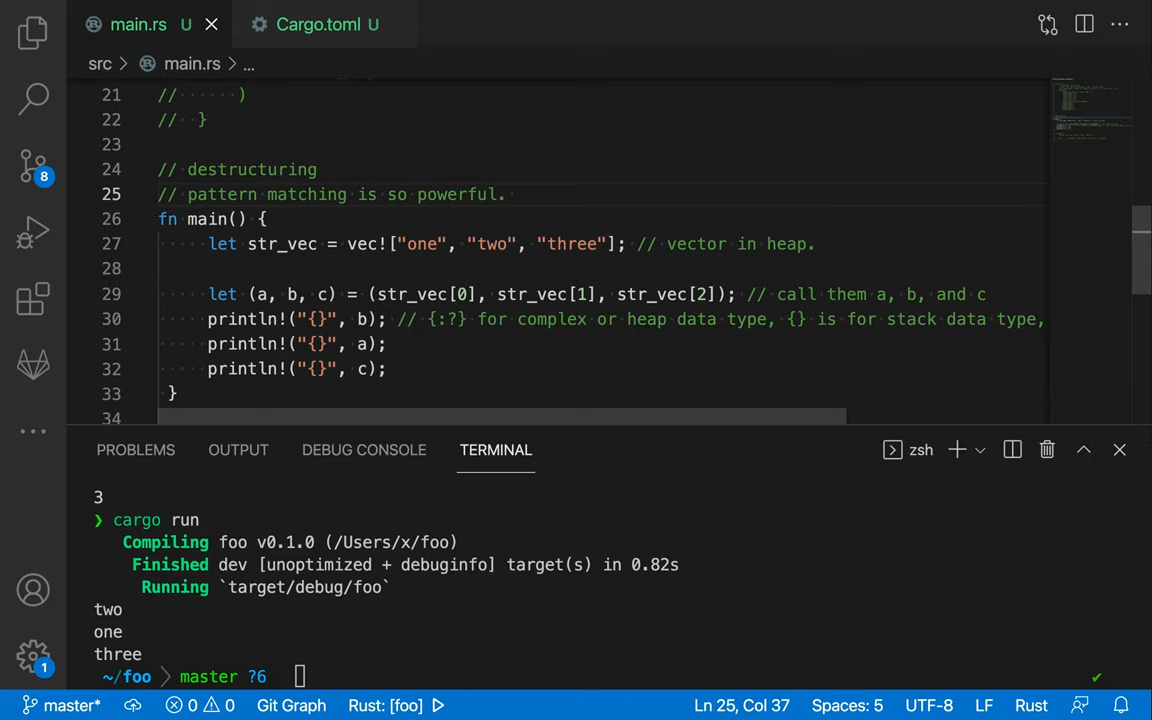 main.rs U
Cargo.toml U
src > main.rs > ...
21 // )
22 // }
23
24 // destructuring
25 // pattern matching is so powerful.
26 fn main() {
27 let str_vec = vec!["one", "two", "three"]; // vector in heap.
28
29 let (a, b, c) = (str_vec[0], str_vec[1], str_vec[2]); // call them a, b, and c
30 println!("{}", b); // {:?} for complex or heap data type, {} is for stack data type,
31 println!("{}", a);
32 println!("{}", c);
33 }
34
8
PROBLEMS OUTPUT DEBUG CONSOLE TERMINAL zsh
3
❯ cargo run
Compiling foo v0.1.0 (/Users/x/foo)
Finished dev [unoptimized + debuginfo] target(s) in 0.82s
Running `target/debug/foo`
two
one
three
~/foo master ?6
1
master* 0 0 Git Graph Rust: [foo] Ln 25, Col 37 Spaces: 5 UTF-8 LF Rust